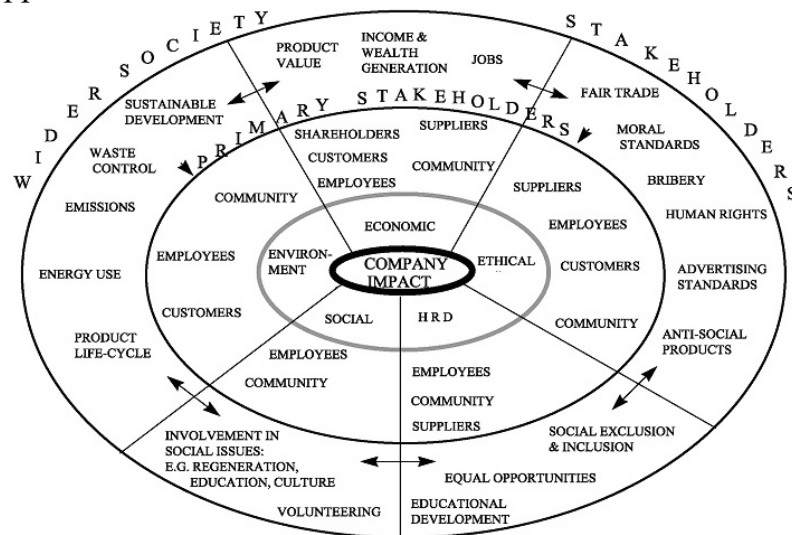 WIDER SOCIETY
STAKEHOLDERS
PRODUCT
VALUE
INCOME &
WEALTH
GENERATION
JOBS
SUSTAINABLE
DEVELOPMENT
FAIR TRADE
PRIMARY STAKEHOLDERS
WASTE
CONTROL
MORAL
STANDARDS
EMISSIONS
BRIBERY
HUMAN RIGHTS
ENERGY USE
ADVERTISING
STANDARDS
PRODUCT
LIFE-CYCLE
ANTI-SOCIAL
PRODUCTS
SHAREHOLDERS
SUPPLIERS
CUSTOMERS
EMPLOYEES
COMMUNITY
COMMUNITY
EMPLOYEES
CUSTOMERS
SUPPLIERS
EMPLOYEES
CUSTOMERS
COMMUNITY
ECONOMIC
ENVIRON-
MENT
ETHICAL
COMPANY
IMPACT
SOCIAL
HRD
EMPLOYEES
COMMUNITY
EMPLOYEES
COMMUNITY
SUPPLIERS
INVOLVEMENT IN
SOCIAL ISSUES:
E.G. REGENERATION,
EDUCATION, CULTURE
VOLUNTEERING
SOCIAL EXCLUSION
& INCLUSION
EQUAL OPPORTUNITIES
EDUCATIONAL
DEVELOPMENT